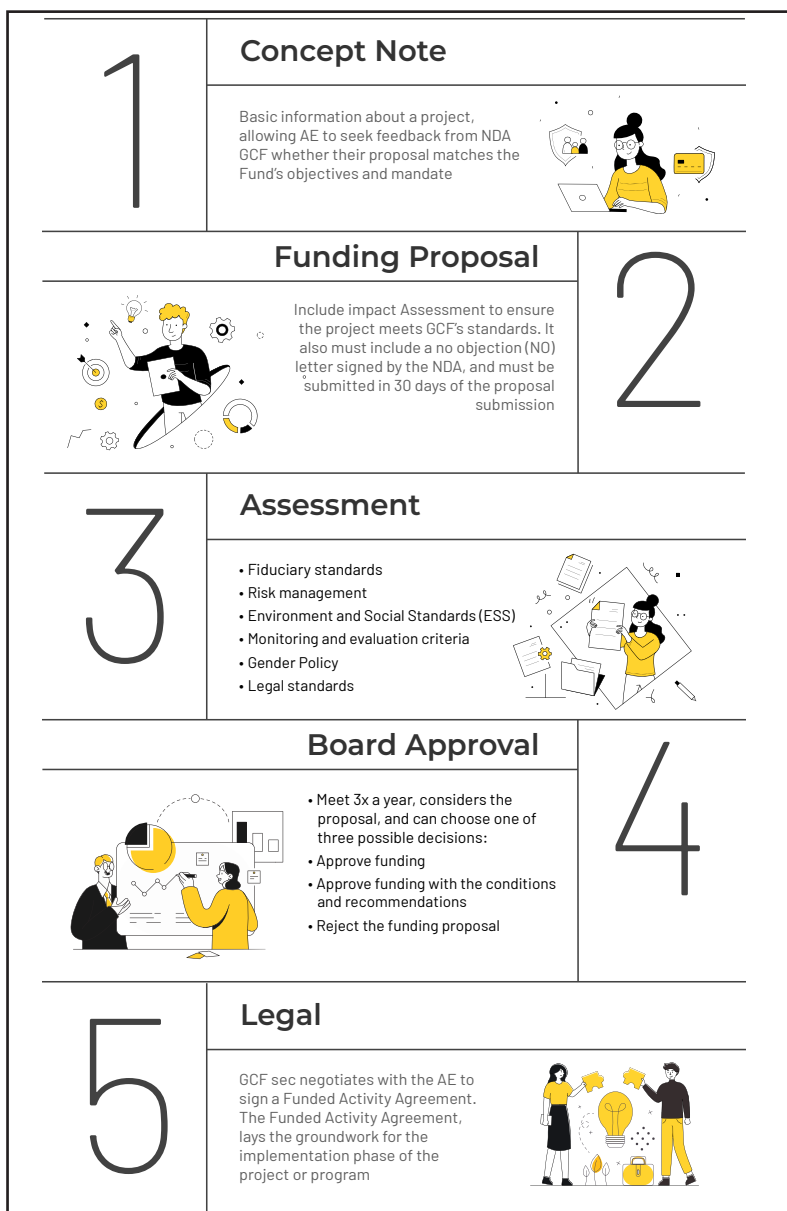 1
Concept Note
Basic information about a project,
allowing AE to seek feedback from NDA
GCF whether their proposal matches the
Fund's objectives and mandate
Funding Proposal
2
Include impact Assessment to ensure
the project meets GCF's standards. It
also must include a no objection (NO)
letter signed by the NDA, and must be
submitted in 30 days of the proposal
submission
$
3
Assessment
• Fiduciary standards
• Risk management
• Environment and Social Standards (ESS)
• Monitoring and evaluation criteria
• Gender Policy
• Legal standards
Board Approval
4
• Meet 3x a year, considers the
proposal, and can choose one of
three possible decisions:
• Approve funding
• Approve funding with the conditions
and recommendations
• Reject the funding proposal
5
Legal
GCF sec negotiates with the AE to
sign a Funded Activity Agreement.
The Funded Activity Agreement,
lays the groundwork for the
implementation phase of the
project or program